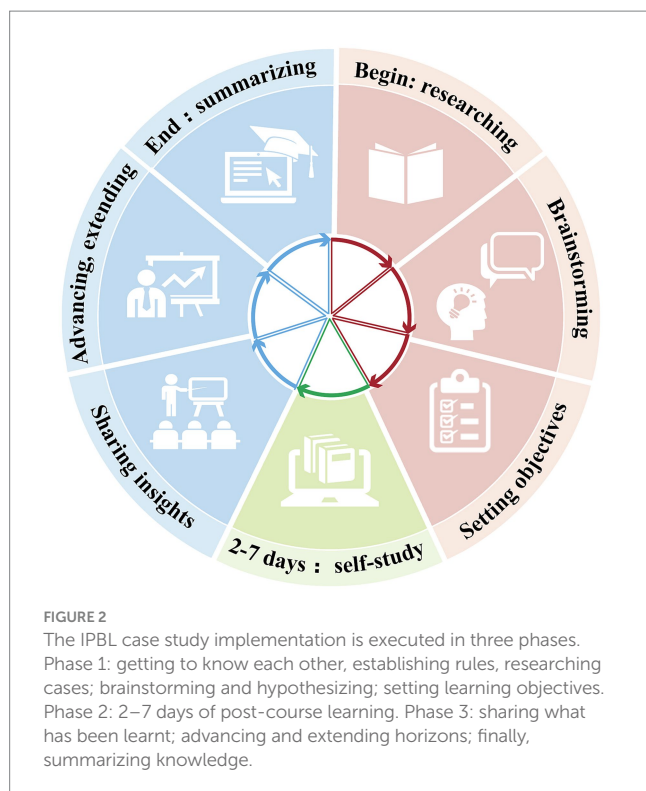 Begin: researching
Brainstorming
Setting objectives
2-7 days： self-study
Sharing insights
Advancing, extending
End：summarizing
FIGURE 2
The IPBL case study implementation is executed in three phases.
Phase 1: getting to know each other, establishing rules, researching
cases; brainstorming and hypothesizing; setting learning objectives.
Phase 2: 2–7 days of post-course learning. Phase 3: sharing what
has been learnt; advancing and extending horizons; finally,
summarizing knowledge.